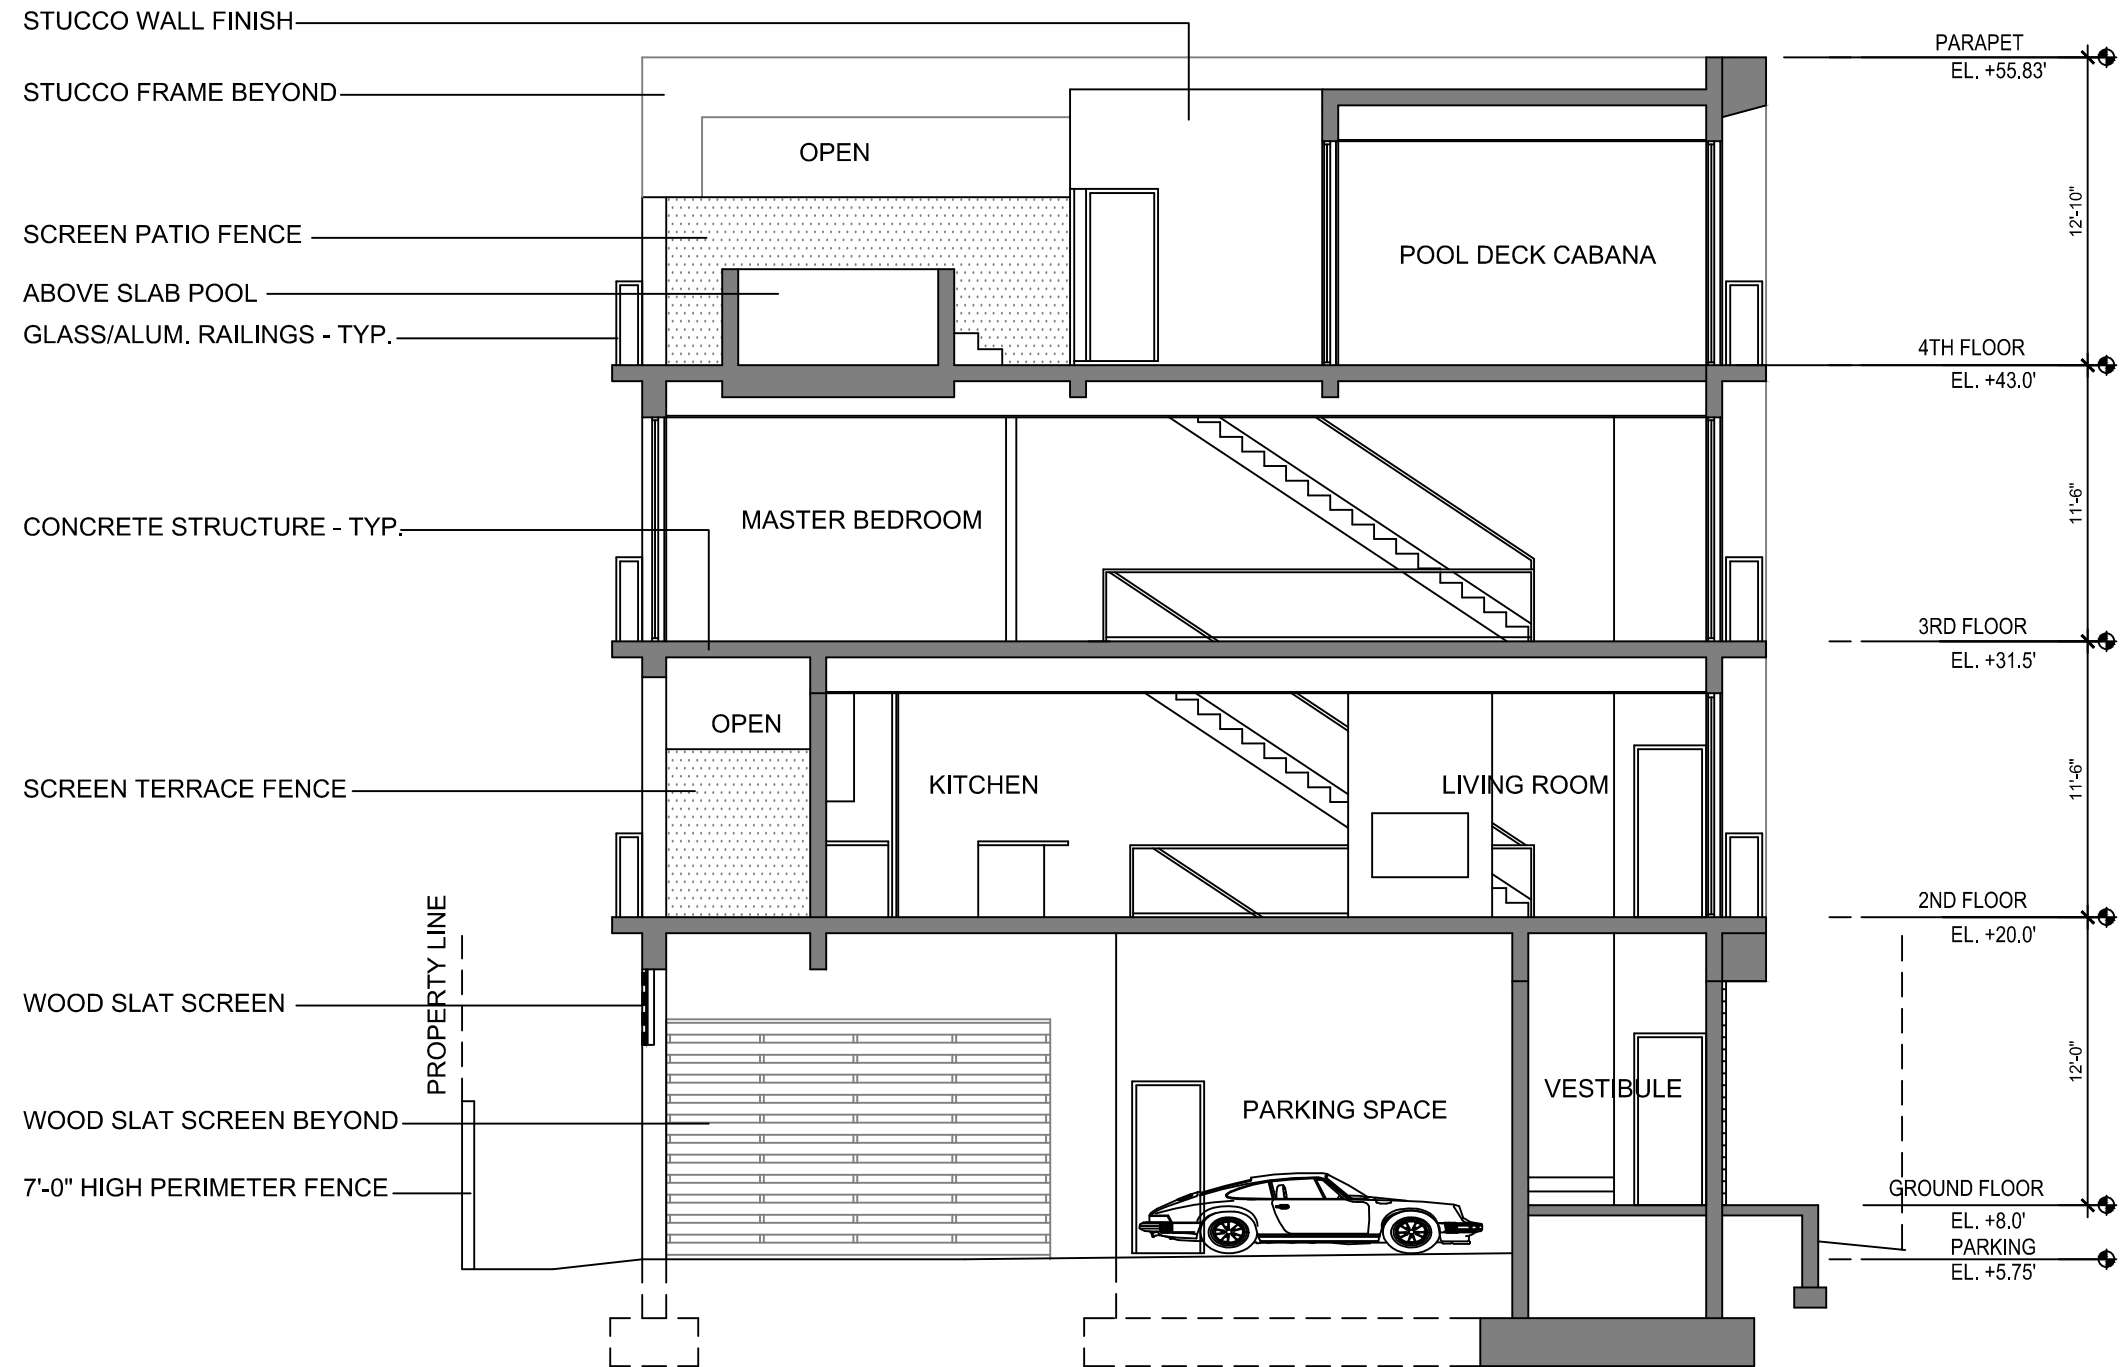 STUCCO WALL FINISH
PARAPET
EL. +55.83'
STUCCO FRAME BEYOND
OPEN
12'-10"
SCREEN PATIO FENCE
POOL DECK CABANA
ABOVE SLAB POOL
GLASS/ALUM. RAILINGS - TYP.
4TH FLOOR
EL. +43.0'
11'-6"
MASTER BEDROOM
CONCRETE STRUCTURE - TYP.
3RD FLOOR
EL. +31.5'
OPEN
11'-6"
SCREEN TERRACE FENCE
KITCHEN
LIVING ROOM
2ND FLOOR
EL. +20.0'
PROPERTY LINE
WOOD SLAT SCREEN
12'-0"
VESTIBULE
PARKING SPACE
WOOD SLAT SCREEN BEYOND
7'-0" HIGH PERIMETER FENCE
GROUND FLOOR
EL. +8.0'
PARKING
EL. +5.75'